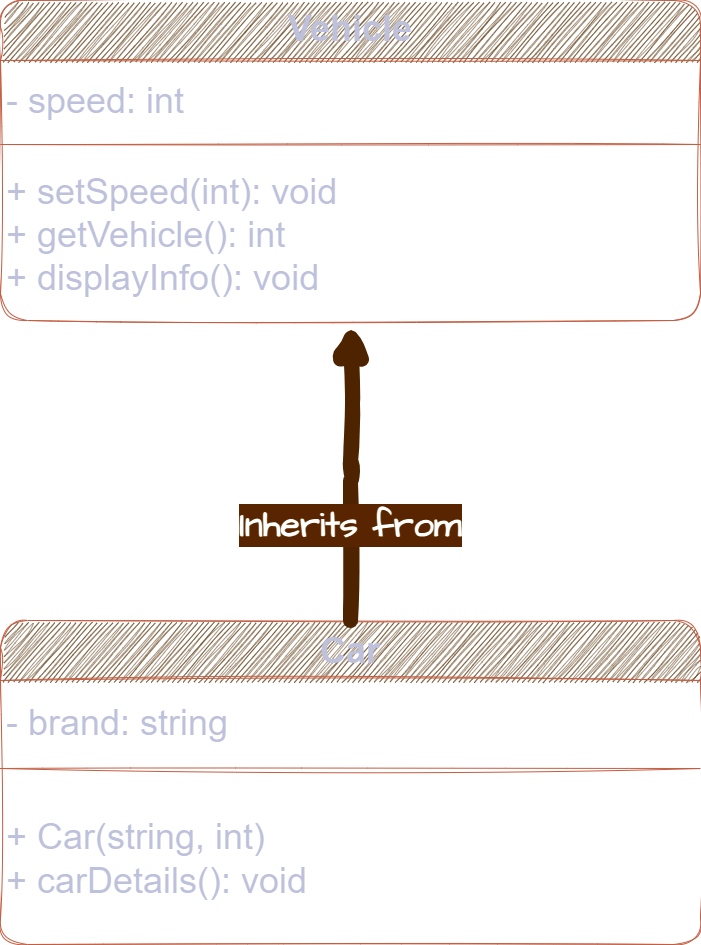 Vehicle
- speed: int
+ setSpeed(int): void
+ getVehicle(): int
+ displayInfo(): void
Inherits from
Car
- brand: string
+ Car(string, int)
+ carDetails(): void